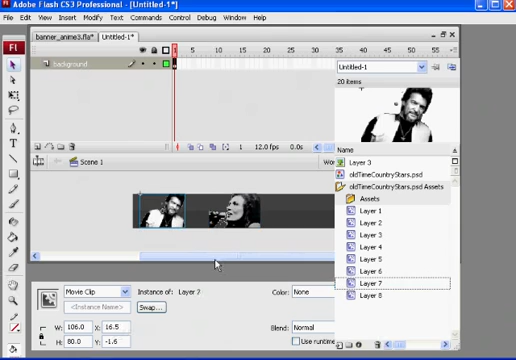 Adobe Flash CS3 Professional - [Untitled-1*]
File Edit View Insert Modify Text Commands Control Debug Window Help
Fl
banner_anime3.fla* Untitled-1*
5 10 15 20 25 30 35 40 45 50 55
background
1 12.0 fps 0.0s
Scene 1
Untitled-1
20 items
Name
Layer 3
oldTimeCountryStars.psd
oldTimeCountryStars.psd Assets
Assets
Layer 1
Layer 2
Layer 3
Layer 4
Layer 5
Layer 6
Layer 7
Layer 8
Movie Clip Instance of: Layer 7 Color: None
<Instance Name> Swap...
W: 106.0 X: 16.5 Blend: Normal
H: 80.0 Y: -1.6 Use runtime